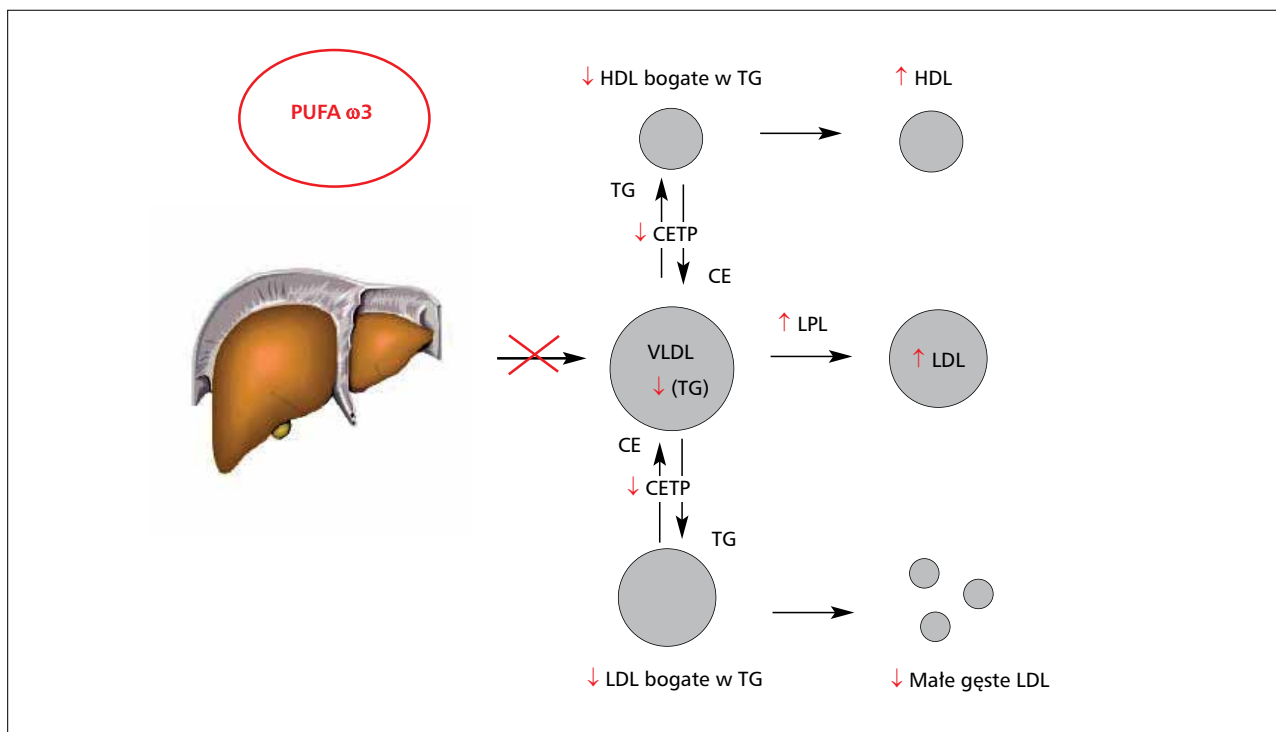 PUFA ω3
↓ HDL bogate w TG
↑ HDL
TG
↓ CETP
CE
VLDL
↓ (TG)
↑ LPL
↑ LDL
CE
↓ CETP
TG
↓ LDL bogate w TG
↓ Małe gęste LDL